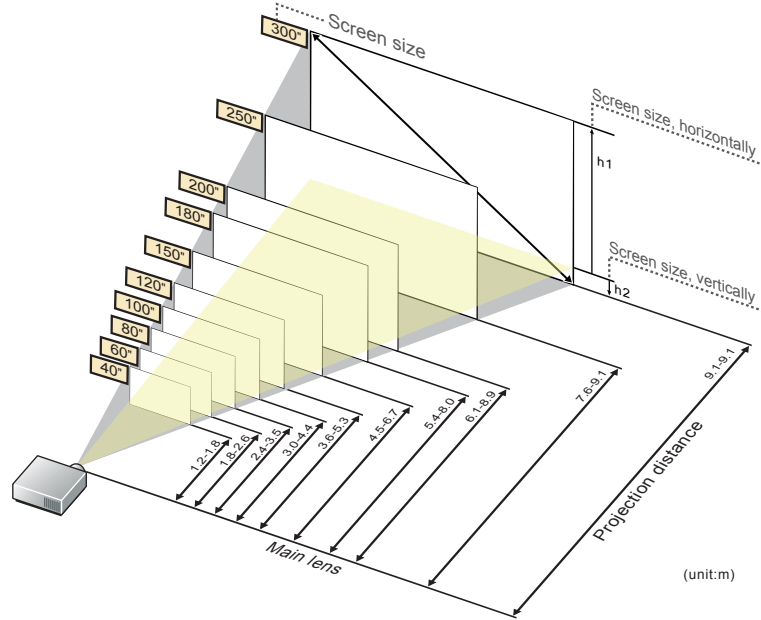 Screen size
300"
250"
200"
180"
150"
120"
100"
80"
60"
40"
Screen size, horizontally
h1
Screen size, vertically
h2
1.2-1.8
1.8-2.6
2.4-3.5
3.0-4.4
3.6-5.3
4.5-6.7
5.4-8.0
6.1-8.9
7.6-9.1
9.1-9.1
Projection distance
Main lens
(unit:m)